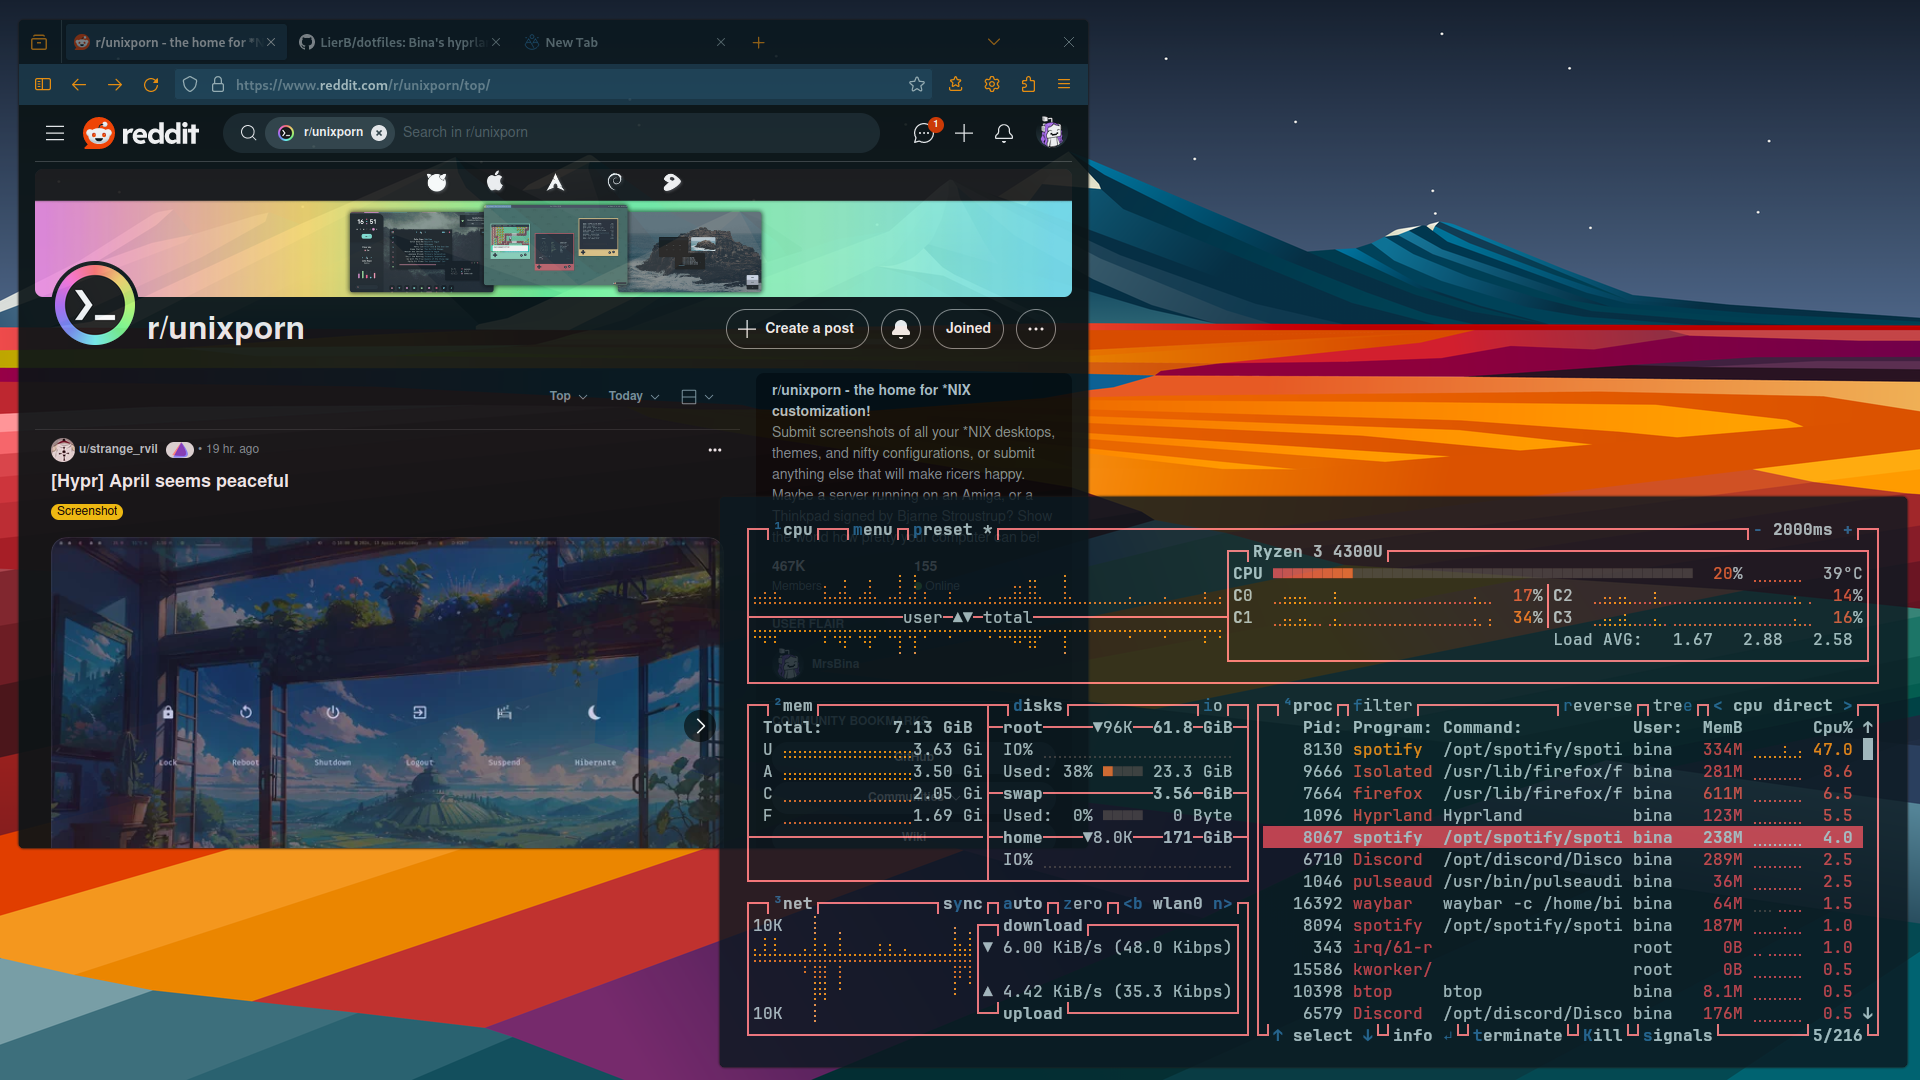 r/unixporn - the home for *N
LierB/dotfiles: Bina's hyprla
New Tab
https://www.reddit.com/r/unixporn/top/
reddit
r/unixporn
Search in r/unixporn
1
16 : 51
r/unixporn
Create a post
Joined
Top
Today
r/unixporn - the home for *NIX
customization!
Submit screenshots of all your *NIX desktops,
themes, and nifty configurations, or submit
anything else that will make ricers happy.
Maybe a server running on an Amiga, or a
Thinkpad signed by Bjarne Stroustrup? Show
the world how pretty your computer can be!
467K
155
Members
Online
USER FLAIR
MrsBina
COMMUNITY BOOKMARKS
GitHub
Communities
Wiki
u/strange_rvil
• 19 hr. ago
[Hypr] April seems peaceful
Screenshot
Lock
Reboot
Shutdown
Logout
Suspend
Hibernate
1cpu menu preset * - 2000ms +
Ryzen 3 4300U
CPU 20% 39°C
C0 17% C2 14%
C1 34% C3 16%
Load AVG: 1.67 2.88 2.58
user ▲▼ total
2mem
Total: 7.13 GiB
U 3.63 Gi
A 3.50 Gi
C 2.05 Gi
F 1.69 Gi
disks io
root ▼96K 61.8 GiB
IO%
Used: 38% 23.3 GiB
swap 3.56 GiB
Used: 0% 0 Byte
home ▼8.0K 171 GiB
IO%
3net sync auto zero <b wlan0 n>
10K
10K
download
▼ 6.00 KiB/s (48.0 Kibps)
▲ 4.42 KiB/s (35.3 Kibps)
upload
4proc filter reverse tree < cpu direct >
Pid: Program: Command: User: MemB Cpu% ↑
8130 spotify /opt/spotify/spoti bina 334M 47.0
9666 Isolated /usr/lib/firefox/f bina 281M 8.6
7664 firefox /usr/lib/firefox/f bina 611M 6.5
1096 Hyprland Hyprland bina 123M 5.5
8067 spotify /opt/spotify/spoti bina 238M 4.0
6710 Discord /opt/discord/Disco bina 289M 2.5
1046 pulseaud /usr/bin/pulseaudi bina 36M 2.5
16392 waybar waybar -c /home/bi bina 64M 1.5
8094 spotify /opt/spotify/spoti bina 187M 1.0
343 irq/61-r root 0B 1.0
15586 kworker/ root 0B 0.5
10398 btop btop bina 8.1M 0.5
6579 Discord /opt/discord/Disco bina 176M 0.5 ↓
↑ select ↓ info ↵ terminate Kill signals 5/216